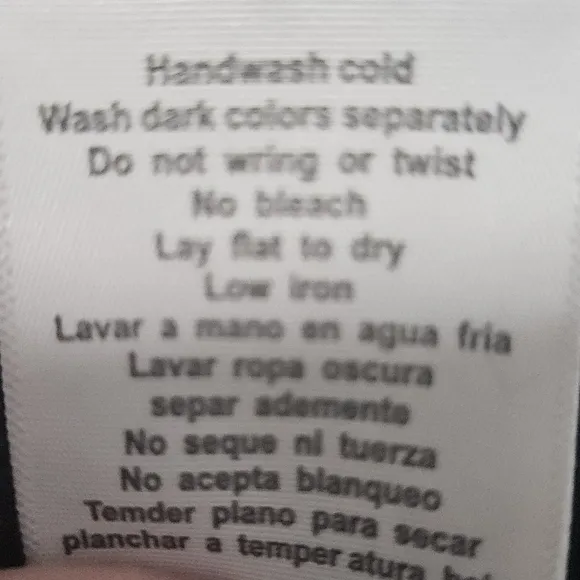 Handwash cold
Wash dark colors separately
Do not wring or twist
No bleach
Lay flat to dry
Low iron
Lavar a mano en agua fria
Lavar ropa oscura
separ ademente
No seque ni tuerza
No acepta blanqueo
Temder plano para secar
planchar a temper atura